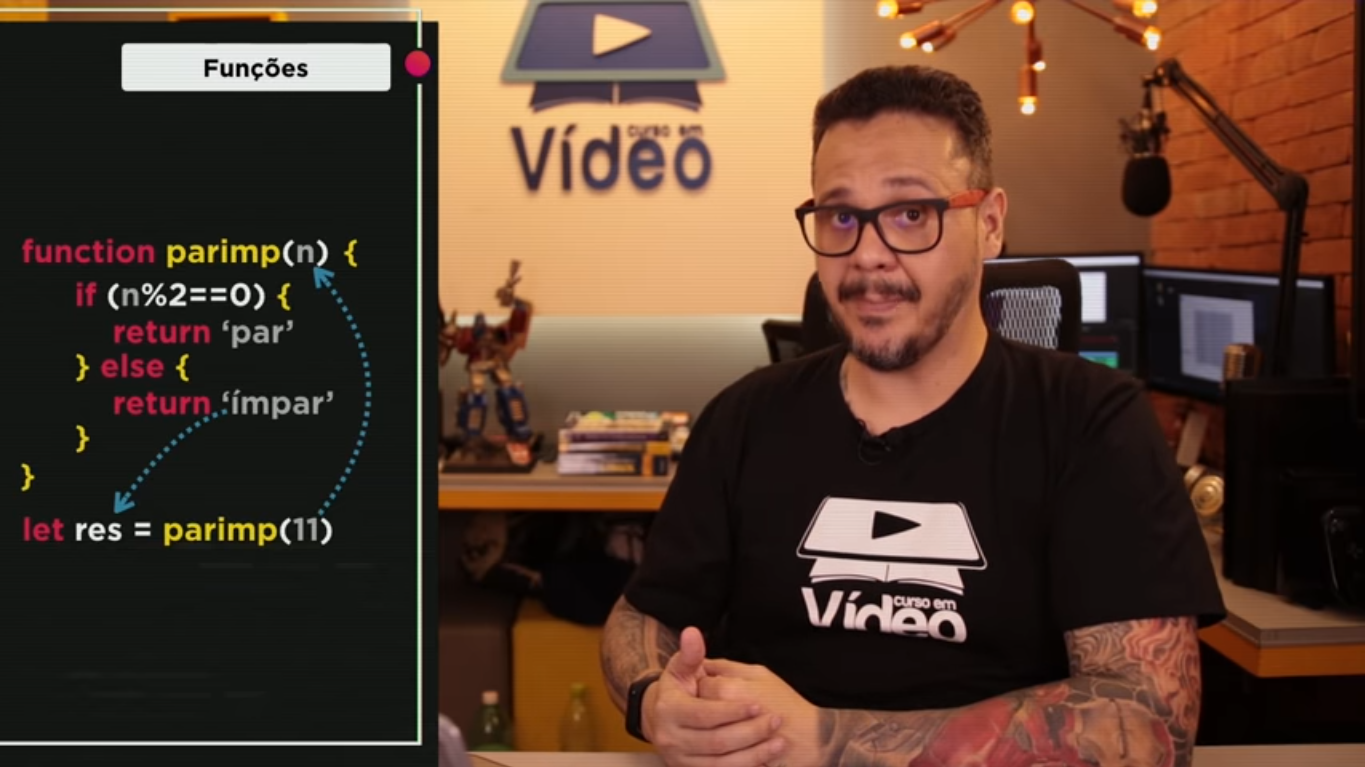 Funções
function parimp(n) {
if (n%2==0) {
return ‘par’
} else {
return ‘ímpar’
}
}
let res = parimp(11)
curso em
Vídeo
curso em
Vídeo